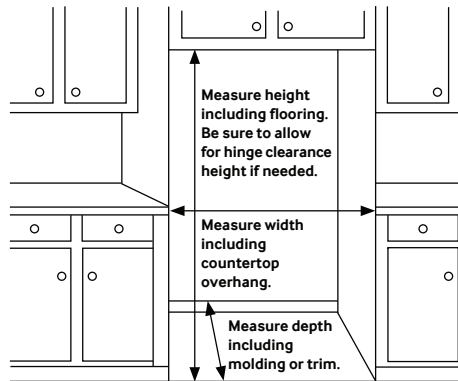 Measure height
including flooring.
Be sure to allow
for hinge clearance
height if needed.
Measure width
including
countertop
overhang.
Measure depth
including
molding or trim.